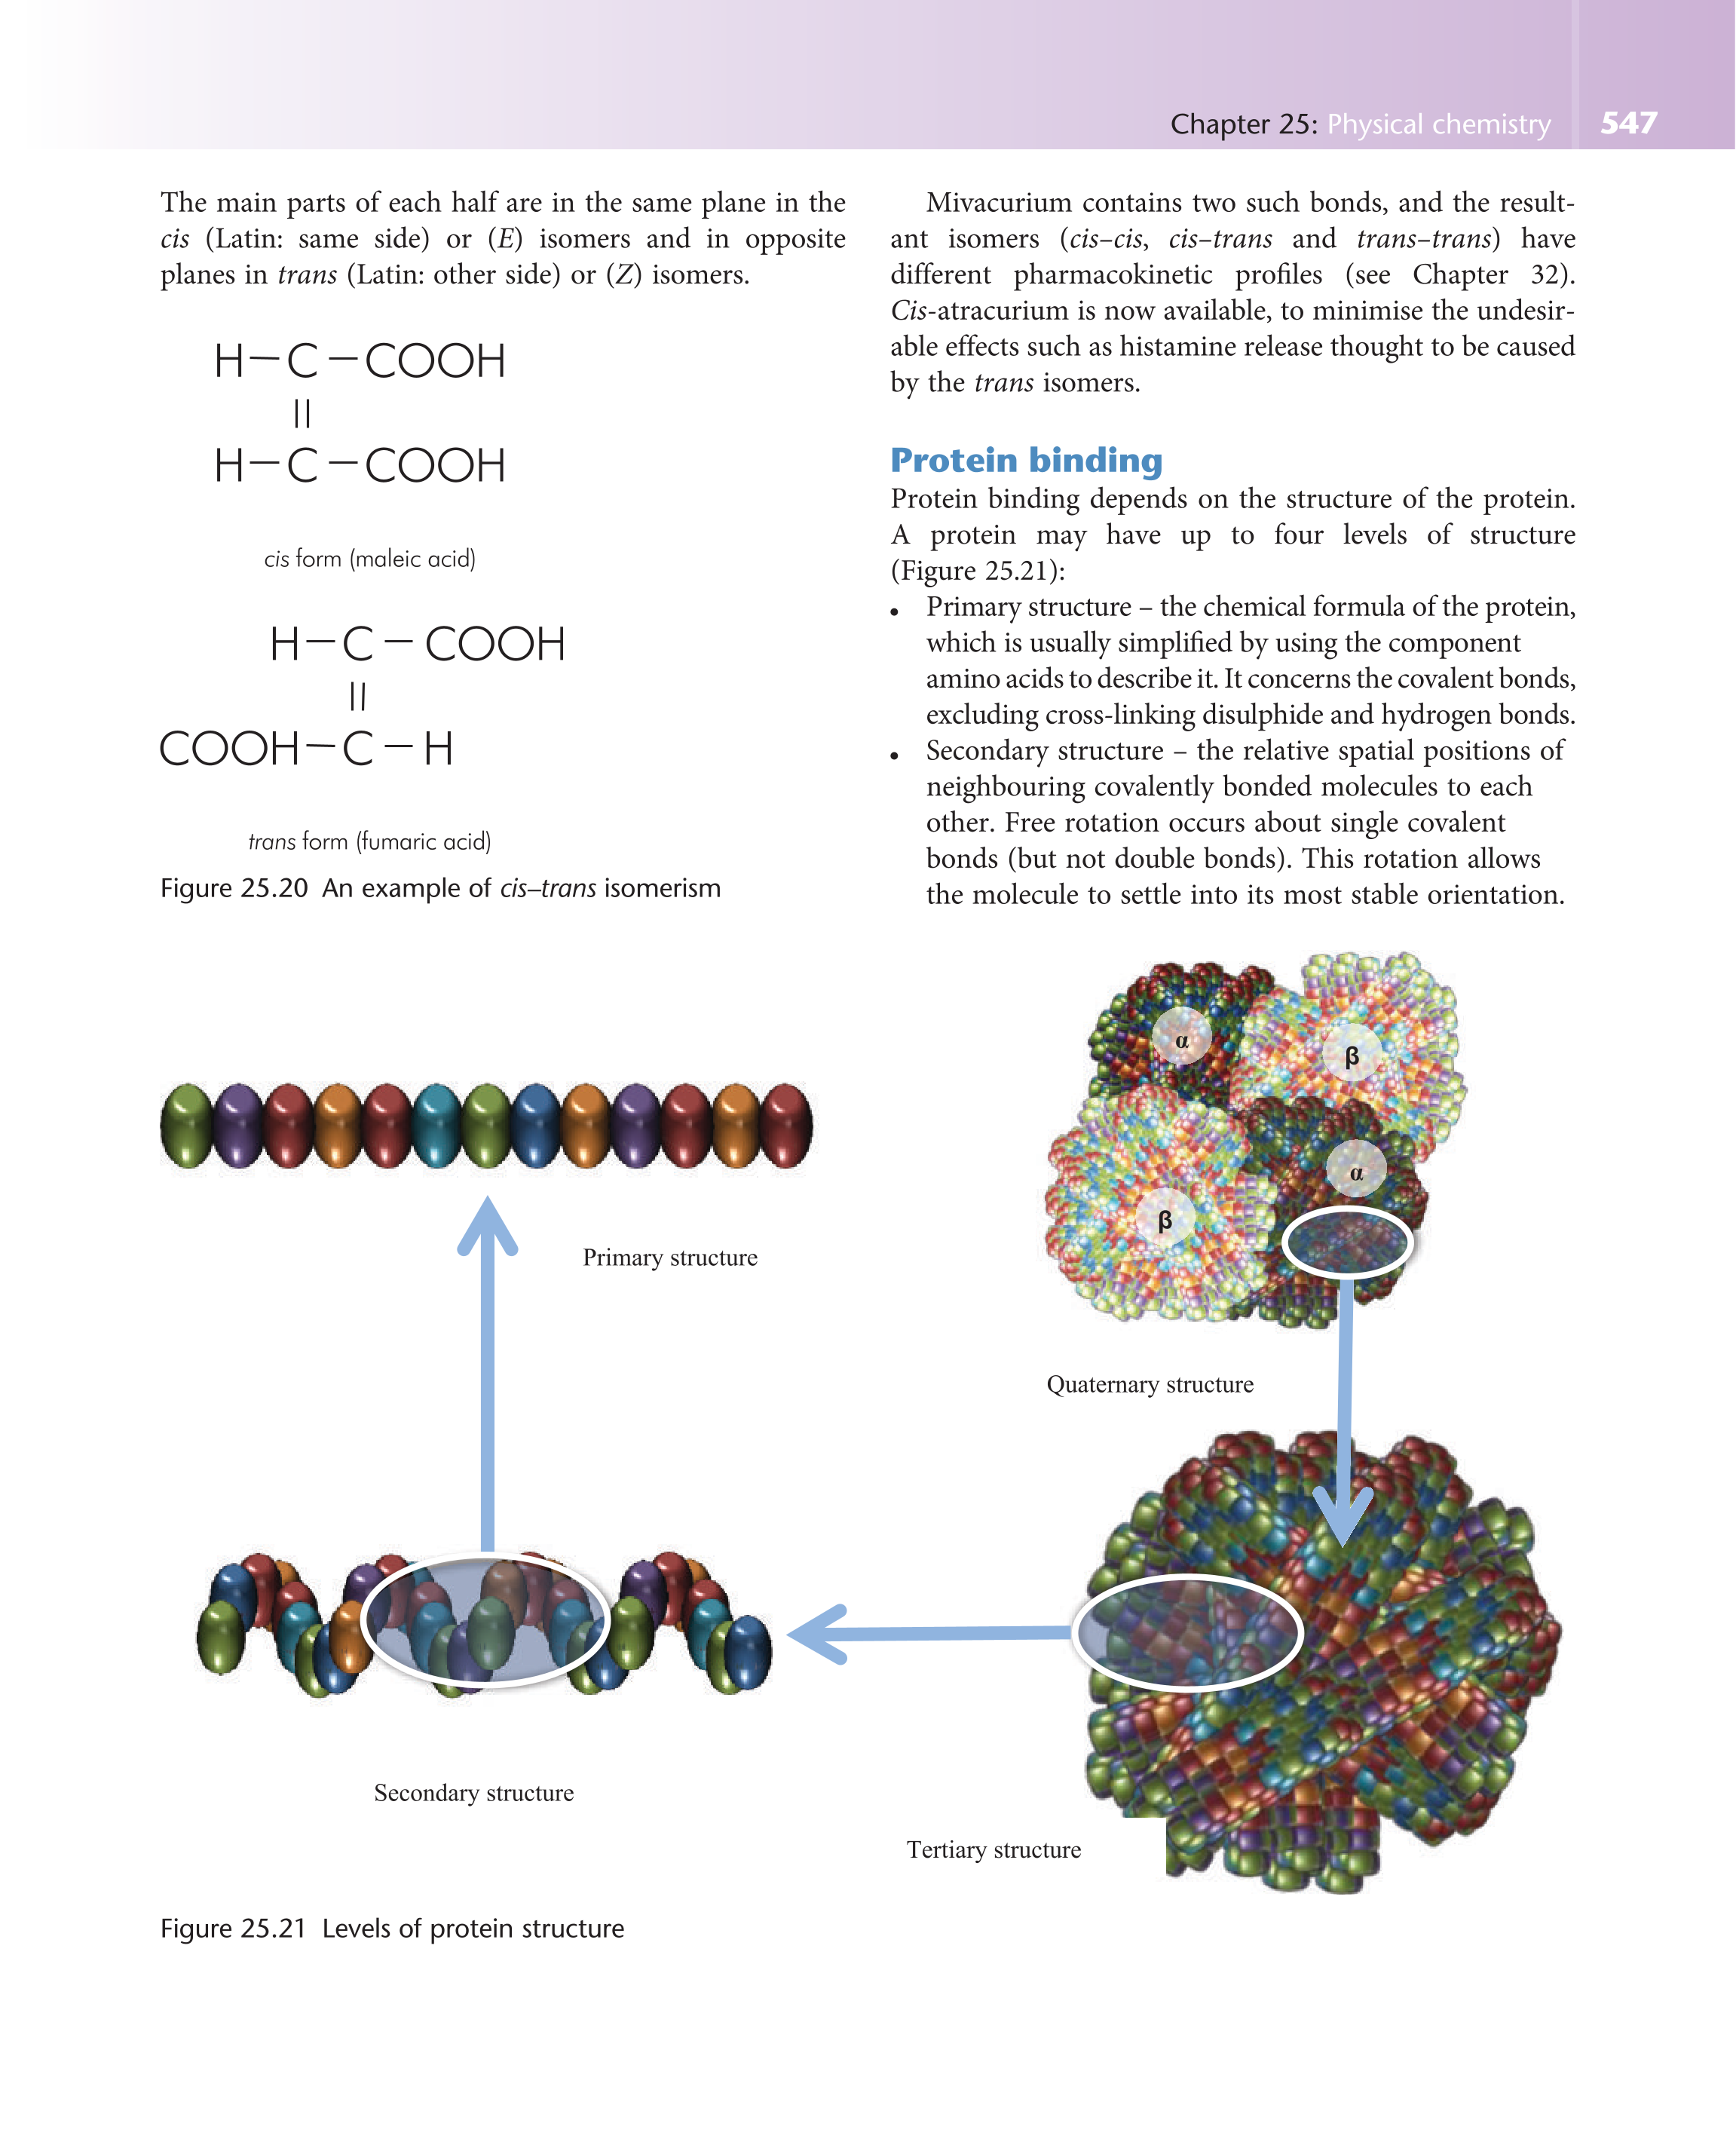 Chapter 25: Physical chemistry 547
The main parts of each half are in the same plane in the
cis (Latin: same side) or (E) isomers and in opposite
planes in trans (Latin: other side) or (Z) isomers.
H—C—COOH
||
H—C—COOH
cis form (maleic acid)
H—C—COOH
||
COOH—C—H
trans form (fumaric acid)
Figure 25.20 An example of cis–trans isomerism
Mivacurium contains two such bonds, and the result-
ant isomers (cis–cis, cis–trans and trans–trans) have
different pharmacokinetic profiles (see Chapter 32).
Cis-atracurium is now available, to minimise the undesir-
able effects such as histamine release thought to be caused
by the trans isomers.
Protein binding
Protein binding depends on the structure of the protein.
A protein may have up to four levels of structure
(Figure 25.21):
• Primary structure – the chemical formula of the protein,
which is usually simplified by using the component
amino acids to describe it. It concerns the covalent bonds,
excluding cross-linking disulphide and hydrogen bonds.
• Secondary structure – the relative spatial positions of
neighbouring covalently bonded molecules to each
other. Free rotation occurs about single covalent
bonds (but not double bonds). This rotation allows
the molecule to settle into its most stable orientation.
α
β
α
β
Primary structure
Quaternary structure
Secondary structure
Tertiary structure
Figure 25.21 Levels of protein structure